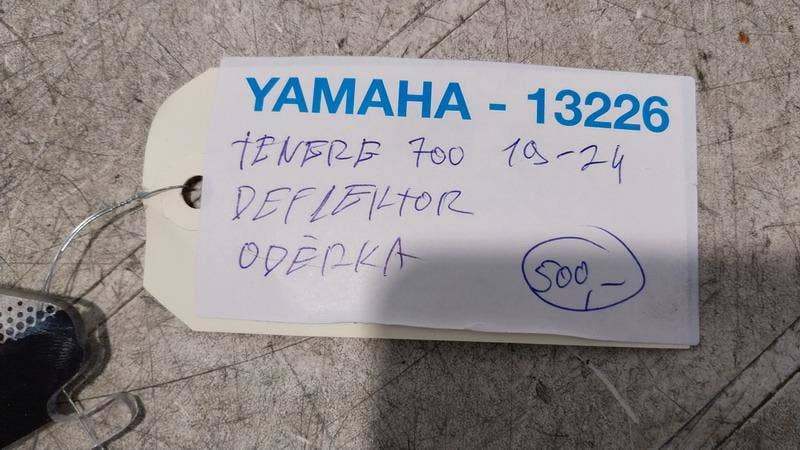 YAMAHA - 13226
TENERE 700 19-24
DEFLEKTOR
ODĚRKA
500,-